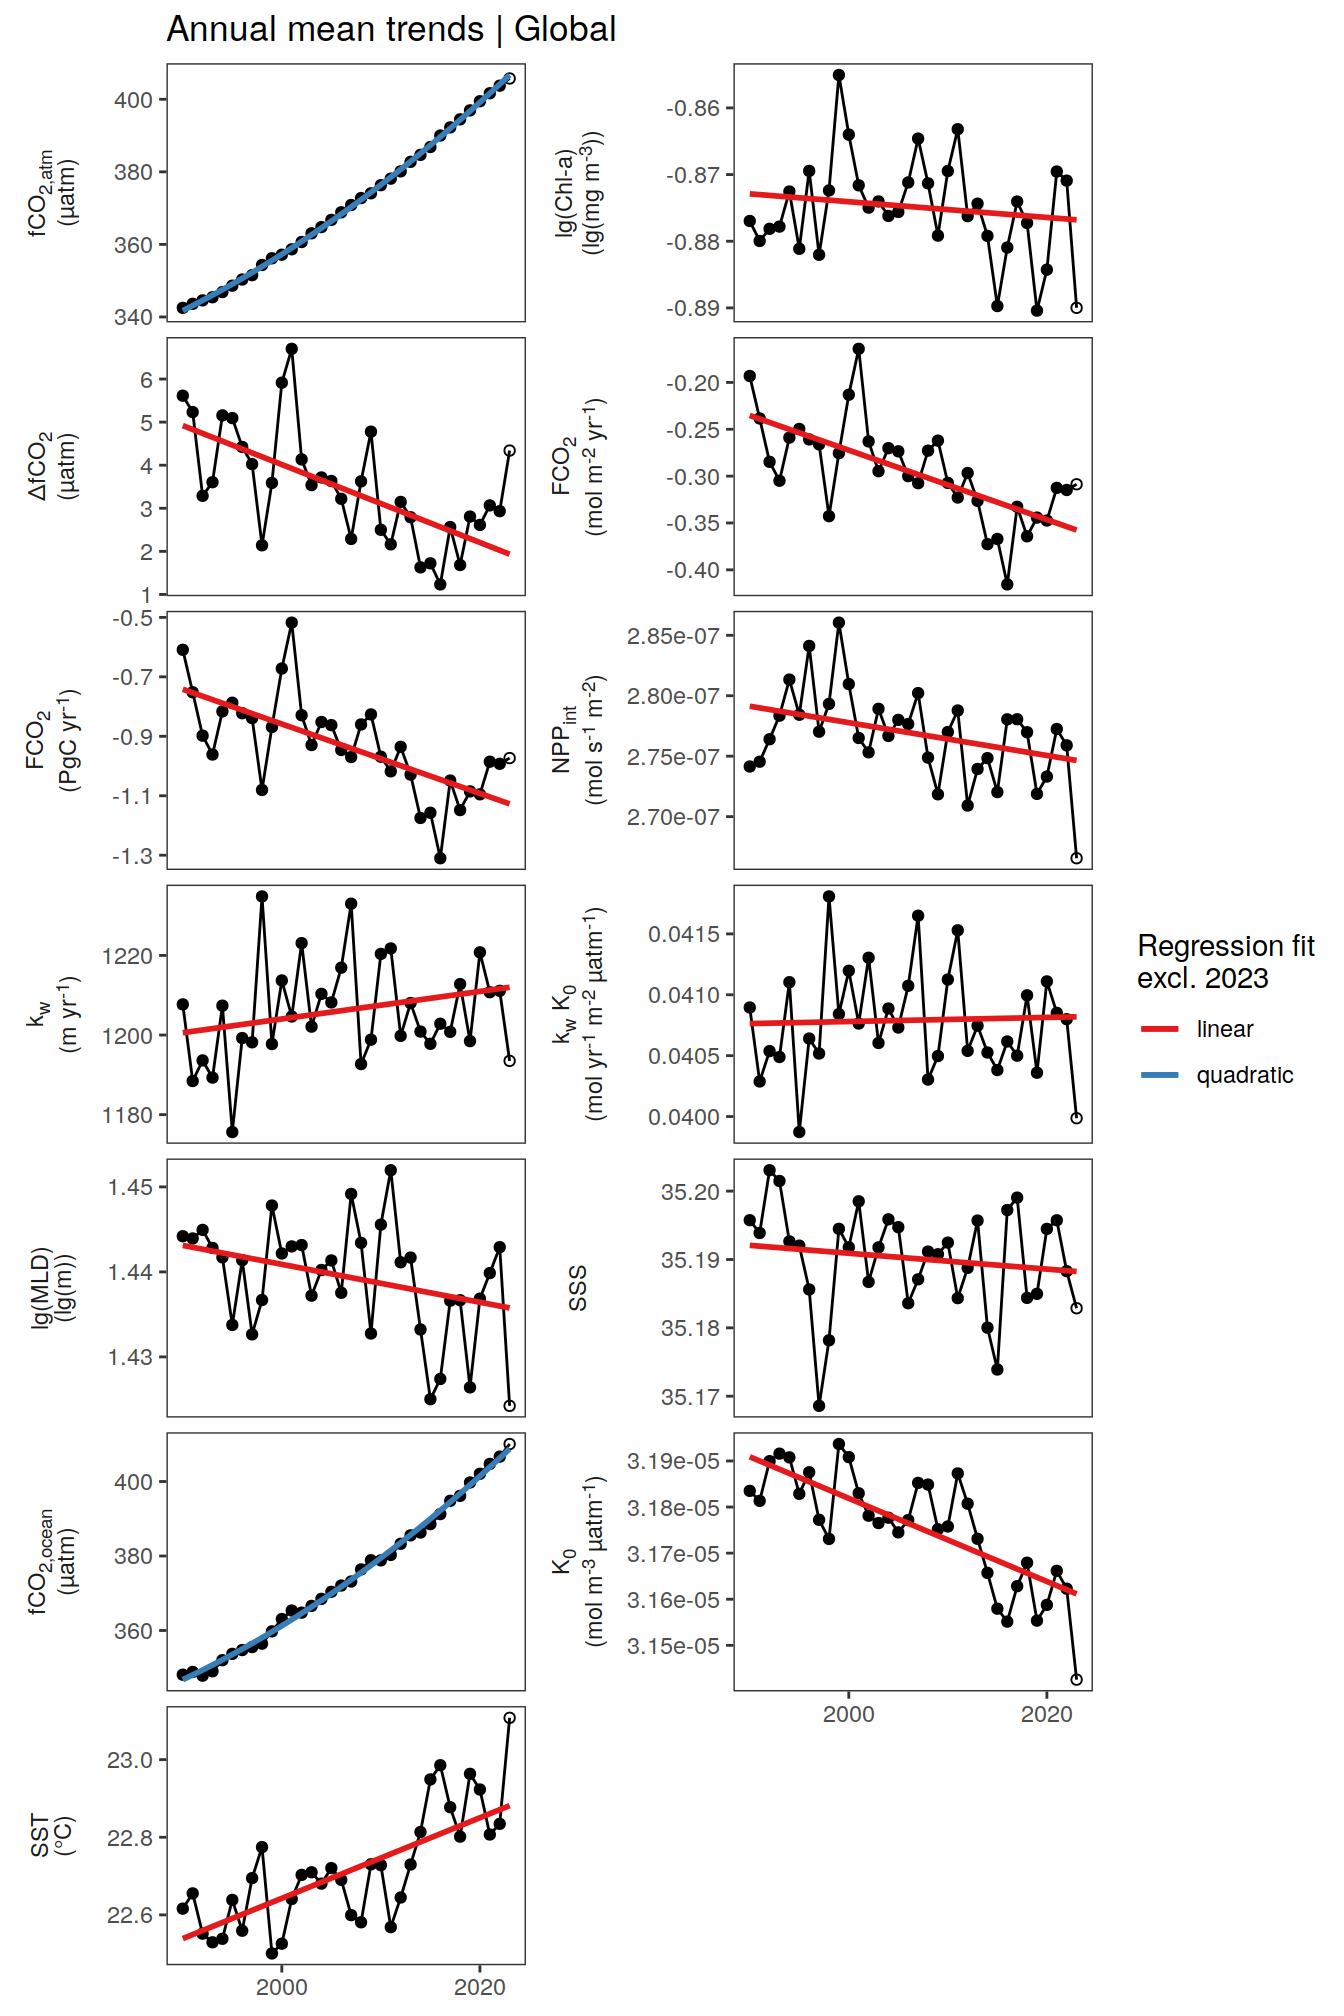 Annual mean trends | Global
fCO2,atm
(µatm)
400
380
360
340
lg(Chl-a)
(lg(mg m-3))
-0.86
-0.87
-0.88
-0.89
ΔfCO2
(µatm)
6
5
4
3
2
1
FCO2
(mol m-2 yr-1)
-0.20
-0.25
-0.30
-0.35
-0.40
FCO2
(PgC yr-1)
-0.5
-0.7
-0.9
-1.1
-1.3
NPPint
(mol s-1 m-2)
2.85e-07
2.80e-07
2.75e-07
2.70e-07
kw
(m yr-1)
1220
1200
1180
kw K0
(mol yr-1 m-2 µatm-1)
0.0415
0.0410
0.0405
0.0400
Regression fit
excl. 2023
linear
quadratic
lg(MLD)
(lg(m))
1.45
1.44
1.43
SSS
35.20
35.19
35.18
35.17
fCO2,ocean
(µatm)
400
380
360
K0
(mol m-3 µatm-1)
3.19e-05
3.18e-05
3.17e-05
3.16e-05
3.15e-05
2000 2020
SST
(°C)
23.0
22.8
22.6
2000 2020